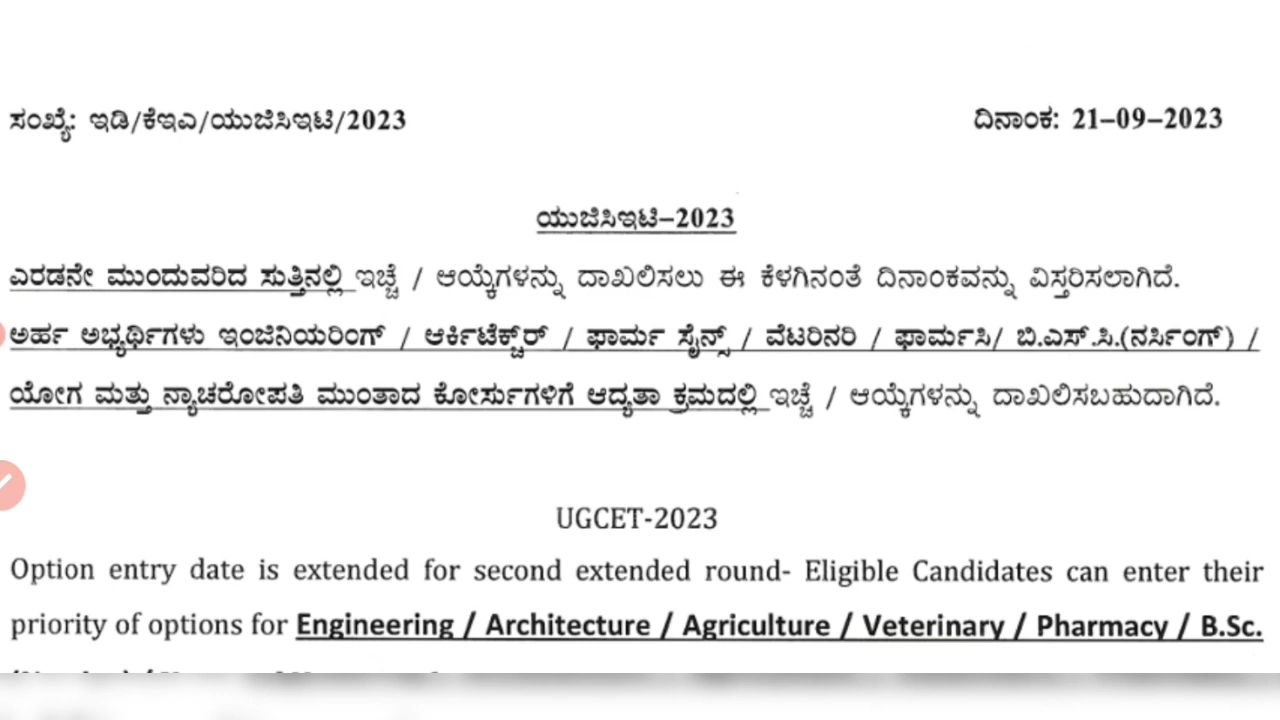 ಸಂಖ್ಯೆ: ಇಡಿ/ಕೆಇಎ/ಯುಜಿಸಿಇಟಿ/2023 ದಿನಾಂಕ: 21–09–2023
ಯುಜಿಸಿಇಟಿ–2023
ಎರಡನೇ ಮುಂದುವರಿದ ಸುತ್ತಿನಲ್ಲಿ ಇಚ್ಛೆ / ಆಯ್ಕೆಗಳನ್ನು ದಾಖಲಿಸಲು ಈ ಕೆಳಗಿನಂತೆ ದಿನಾಂಕವನ್ನು ವಿಸ್ತರಿಸಲಾಗಿದೆ.
ಅರ್ಹ ಅಭ್ಯರ್ಥಿಗಳು ಇಂಜಿನಿಯರಿಂಗ್ / ಆರ್ಕಿಟೆಕ್ಚರ್ / ಫಾರ್ಮ ಸೈನ್ಸ್ / ವೆಟರಿನರಿ / ಫಾರ್ಮಸಿ/ ಬಿ.ಎಸ್.ಸಿ.(ನರ್ಸಿಂಗ್) /
ಯೋಗ ಮತ್ತು ನ್ಯಾಚರೋಪತಿ ಮುಂತಾದ ಕೋರ್ಸುಗಳಿಗೆ ಆದ್ಯತಾ ಕ್ರಮದಲ್ಲಿ ಇಚ್ಛೆ / ಆಯ್ಕೆಗಳನ್ನು ದಾಖಲಿಸಬಹುದಾಗಿದೆ.
UGCET-2023
Option entry date is extended for second extended round- Eligible Candidates can enter their
priority of options for Engineering / Architecture / Agriculture / Veterinary / Pharmacy / B.Sc.